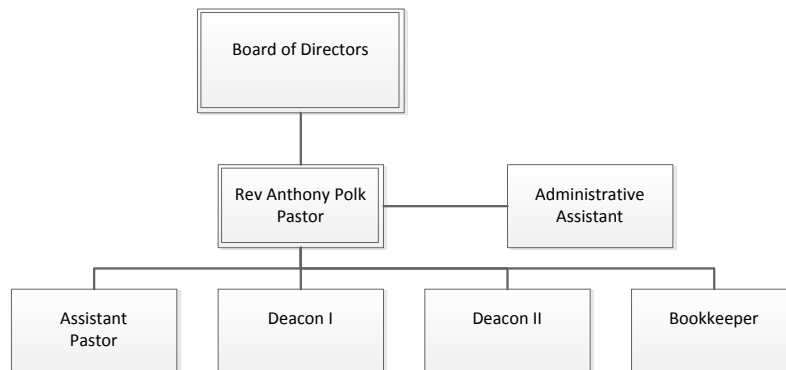 Board of Directors
Rev Anthony Polk
Pastor
Administrative
Assistant
Assistant
Pastor
Deacon I
Deacon II
Bookkeeper